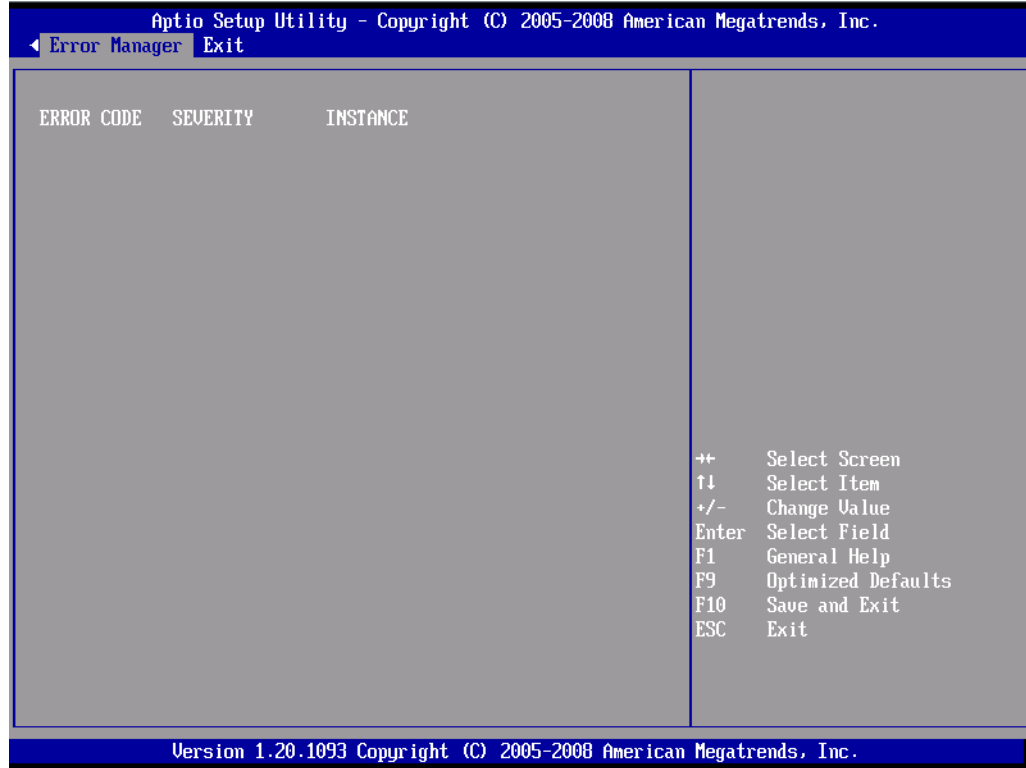 Aptio Setup Utility - Copyright (C) 2005-2008 American Megatrends, Inc.
Error Manager Exit
ERROR CODE SEVERITY INSTANCE
→← Select Screen
↑↓ Select Item
+/- Change Value
Enter Select Field
F1 General Help
F9 Optimized Defaults
F10 Save and Exit
ESC Exit
Version 1.20.1093 Copyright (C) 2005-2008 American Megatrends, Inc.